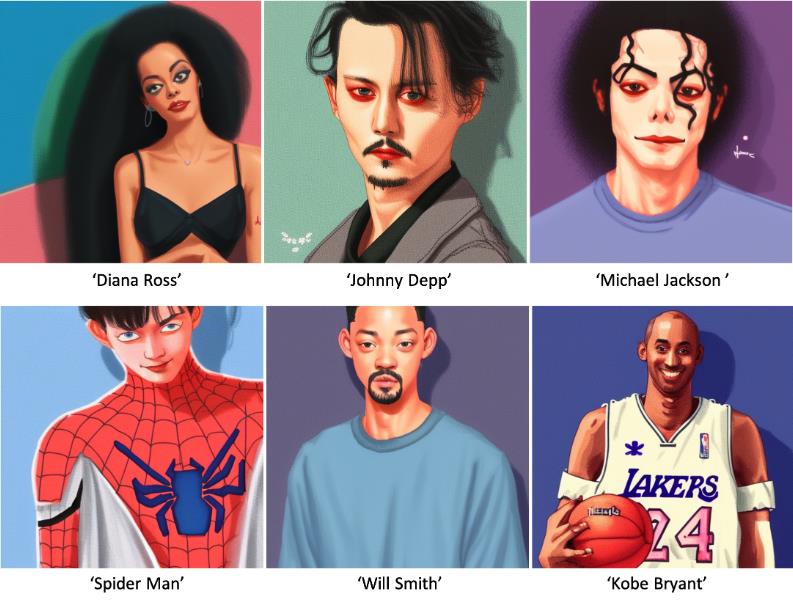 ‘Diana Ross’
‘Johnny Depp’
‘Michael Jackson ’
LAKERS
24
‘Spider Man’
‘Will Smith’
‘Kobe Bryant’